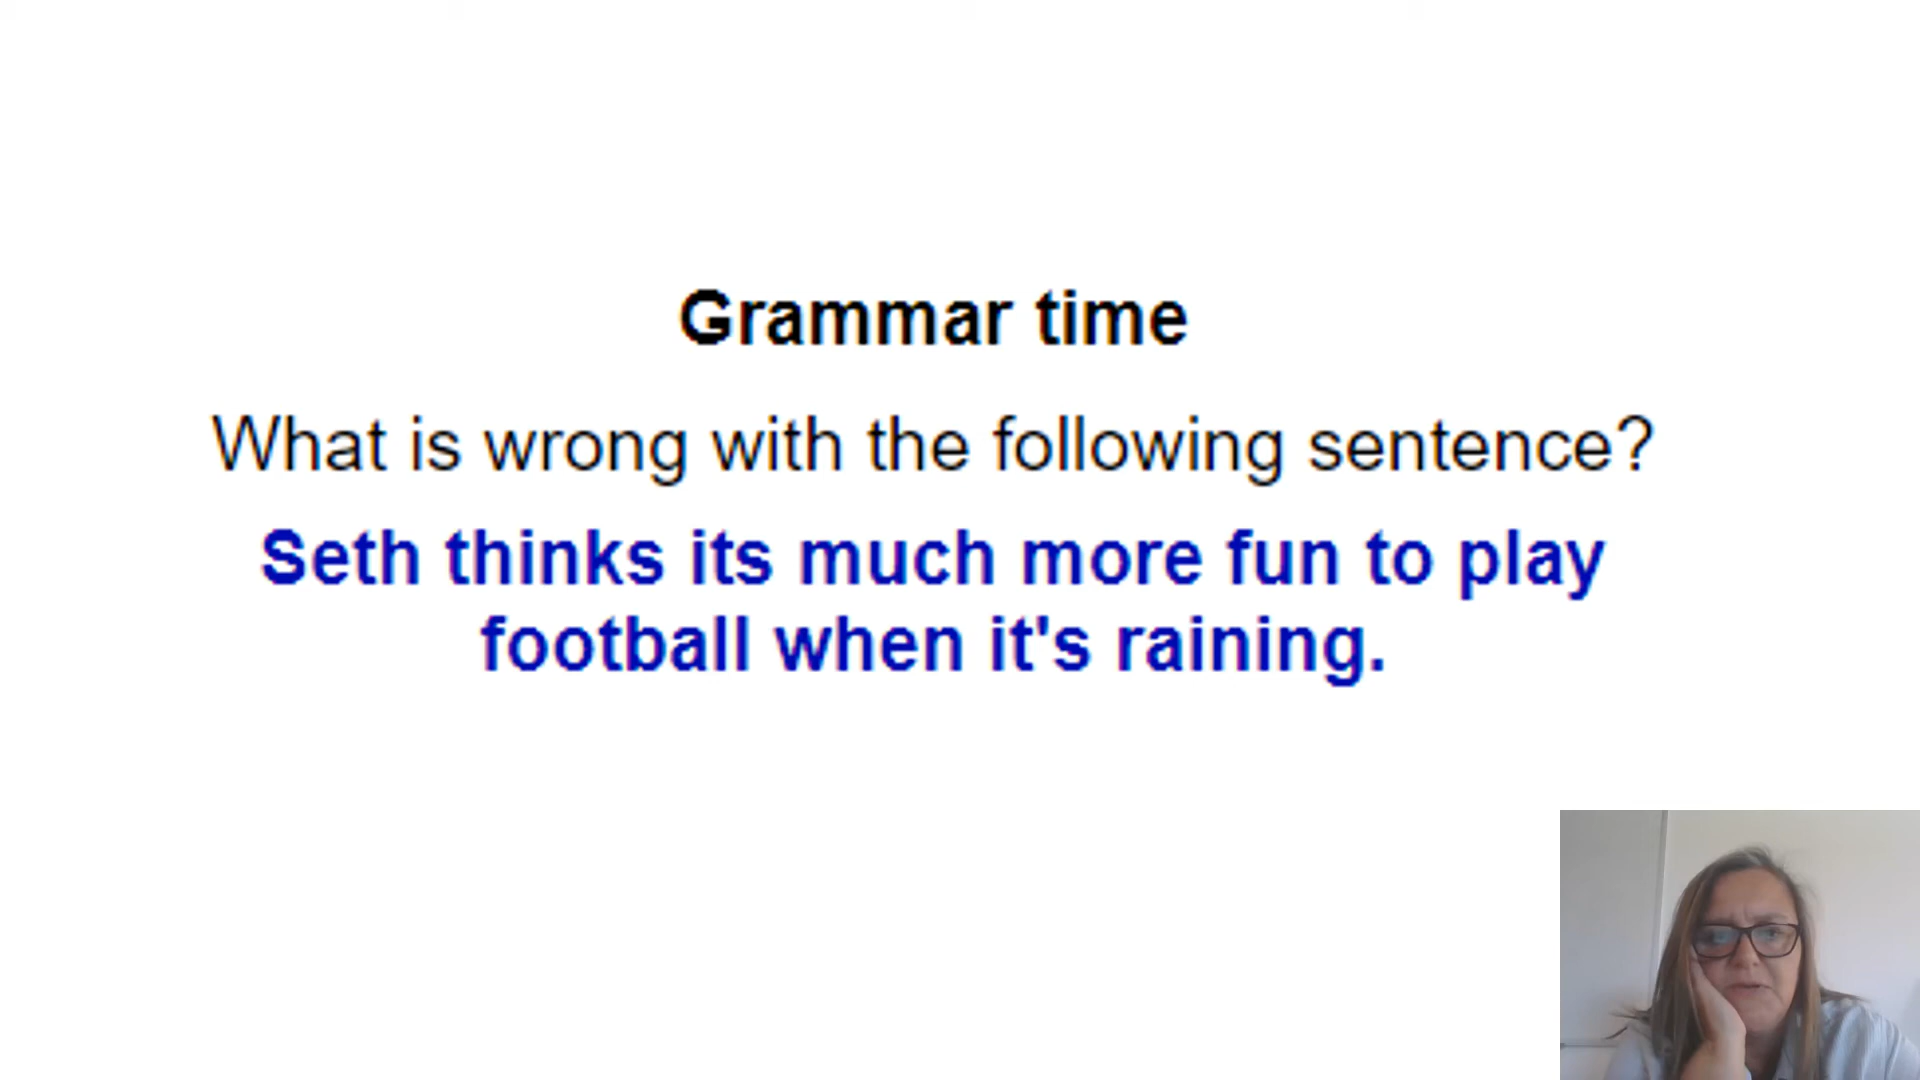 Grammar time
What is wrong with the following sentence?
Seth thinks its much more fun to play
football when it's raining.